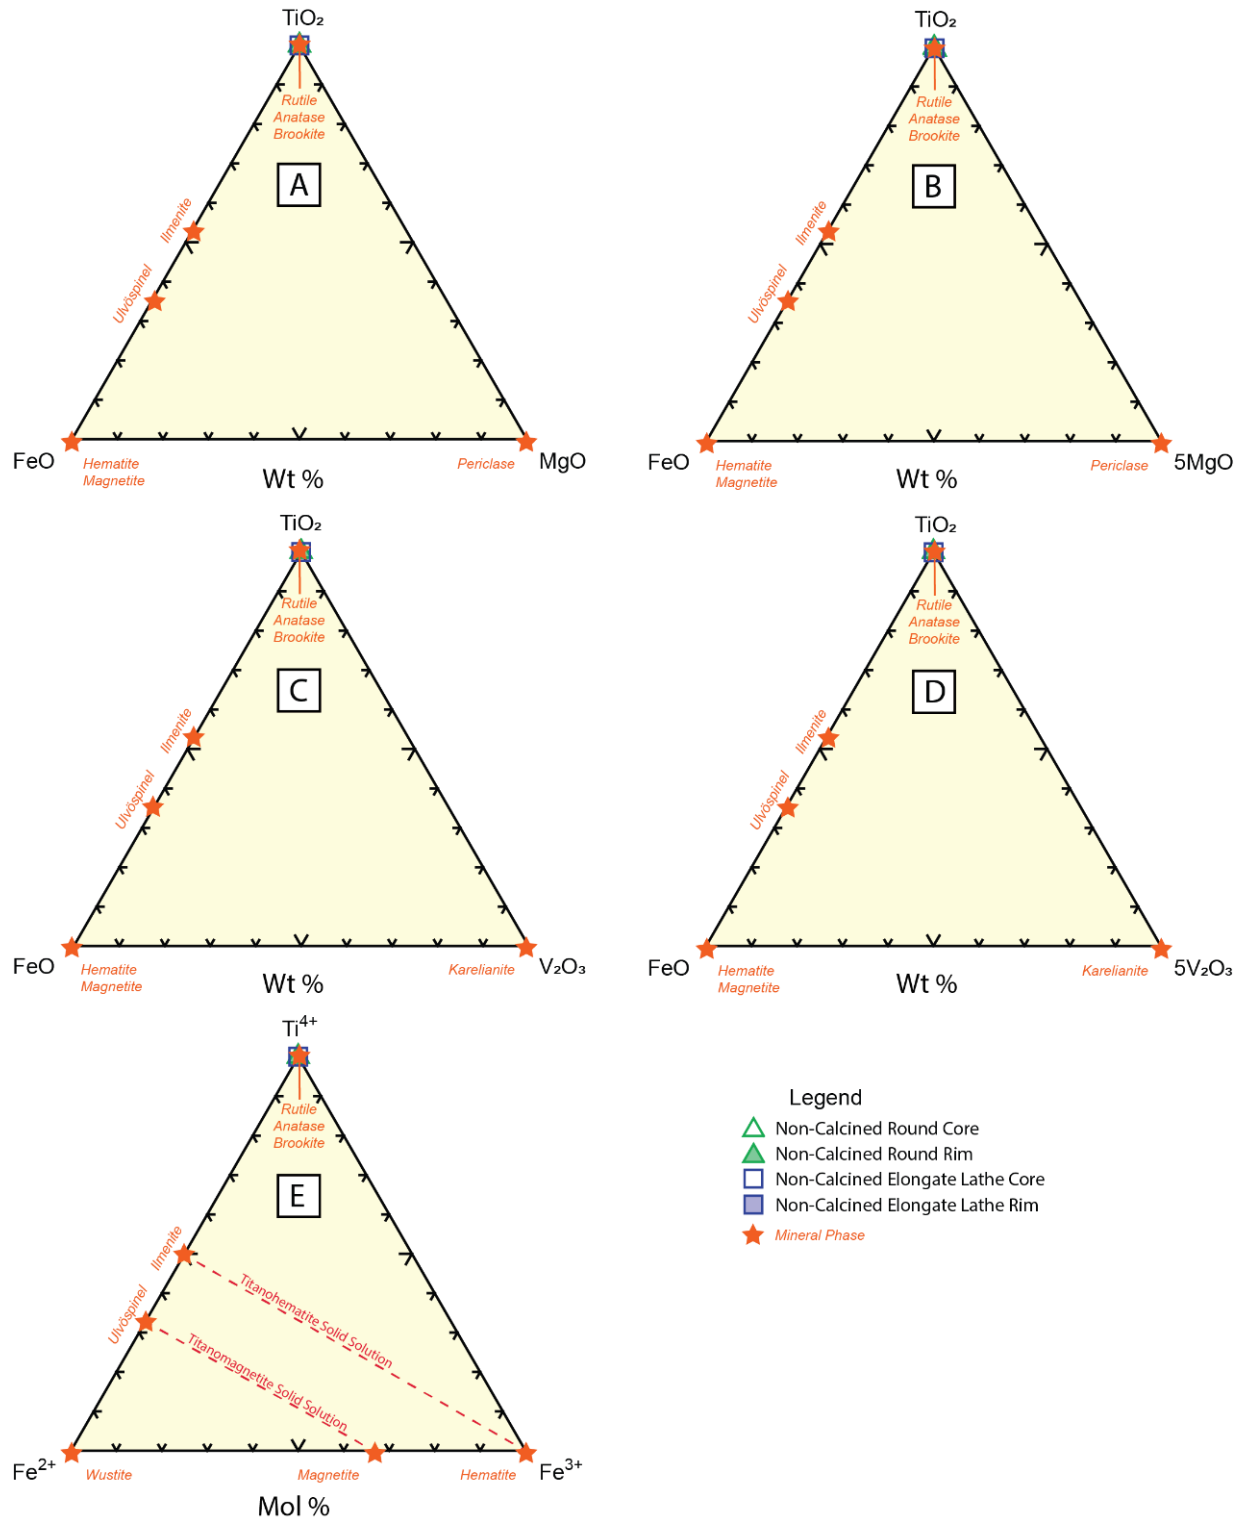 TiO₂
Rutile
Anatase
Brookite
A
Ilmenite
Ulvöspinel
FeO
Hematite
Magnetite
Wt %
Periclase
MgO
TiO₂
Rutile
Anatase
Brookite
B
Ilmenite
Ulvöspinel
FeO
Hematite
Magnetite
Wt %
Periclase
5MgO
TiO₂
Rutile
Anatase
Brookite
C
Ilmenite
Ulvöspinel
FeO
Hematite
Magnetite
Wt %
Karelianite
V₂O₃
TiO₂
Rutile
Anatase
Brookite
D
Ilmenite
Ulvöspinel
FeO
Hematite
Magnetite
Wt %
Karelianite
5V₂O₃
Ti⁴⁺
Rutile
Anatase
Brookite
E
Ilmenite
Ulvöspinel
Titanohematite Solid Solution
Titanomagnetite Solid Solution
Fe²⁺
Wustite
Magnetite
Hematite
Fe³⁺
Mol %
Legend
Non-Calcined Round Core
Non-Calcined Round Rim
Non-Calcined Elongate Lathe Core
Non-Calcined Elongate Lathe Rim
Mineral Phase